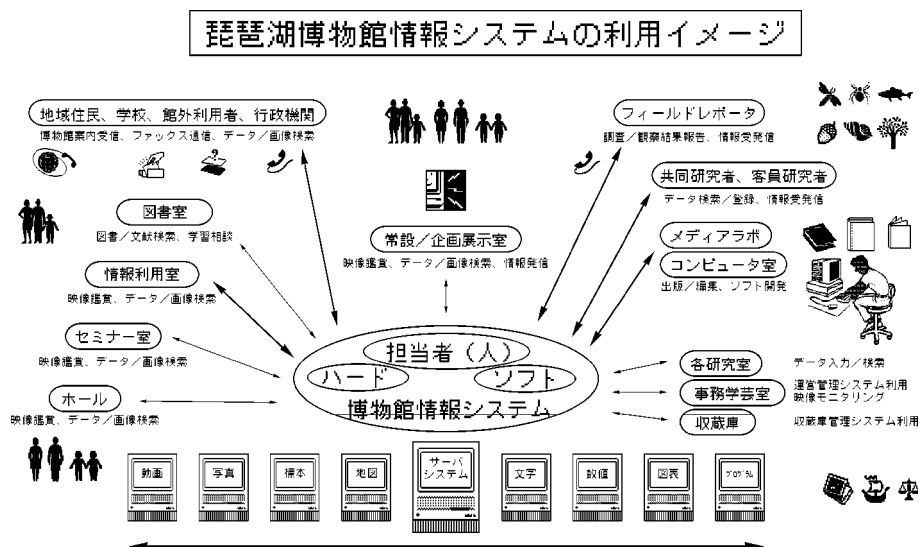 琵琶湖博物館情報システムの利用イメージ
地域住民、学校、館外利用者、行政機関
博物館案内受信、ファックス通信、データ／画像検索
フィールドレポータ
調査／観察結果報告、情報受発信
共同研究者、客員研究者
データ検索／登録、情報受発信
図書室
図書／文献検索、学習相談
常設／企画展示室
映像鑑賞、データ／画像検索、情報発信
メディアラボ
コンピュータ室
出版／編集、ソフト開発
情報利用室
映像鑑賞、データ／画像検索
セミナー室
映像鑑賞、データ／画像検索
ホール
映像鑑賞、データ／画像検索
担当者（人）
ハード
ソフト
博物館情報システム
各研究室
データ入力／検索
事務学芸室
運営管理システム利用
映像モニタリング
収蔵庫
収蔵庫管理システム利用
動画
写真
標本
地図
サーバ
システム
文字
数値
図表
プログラム